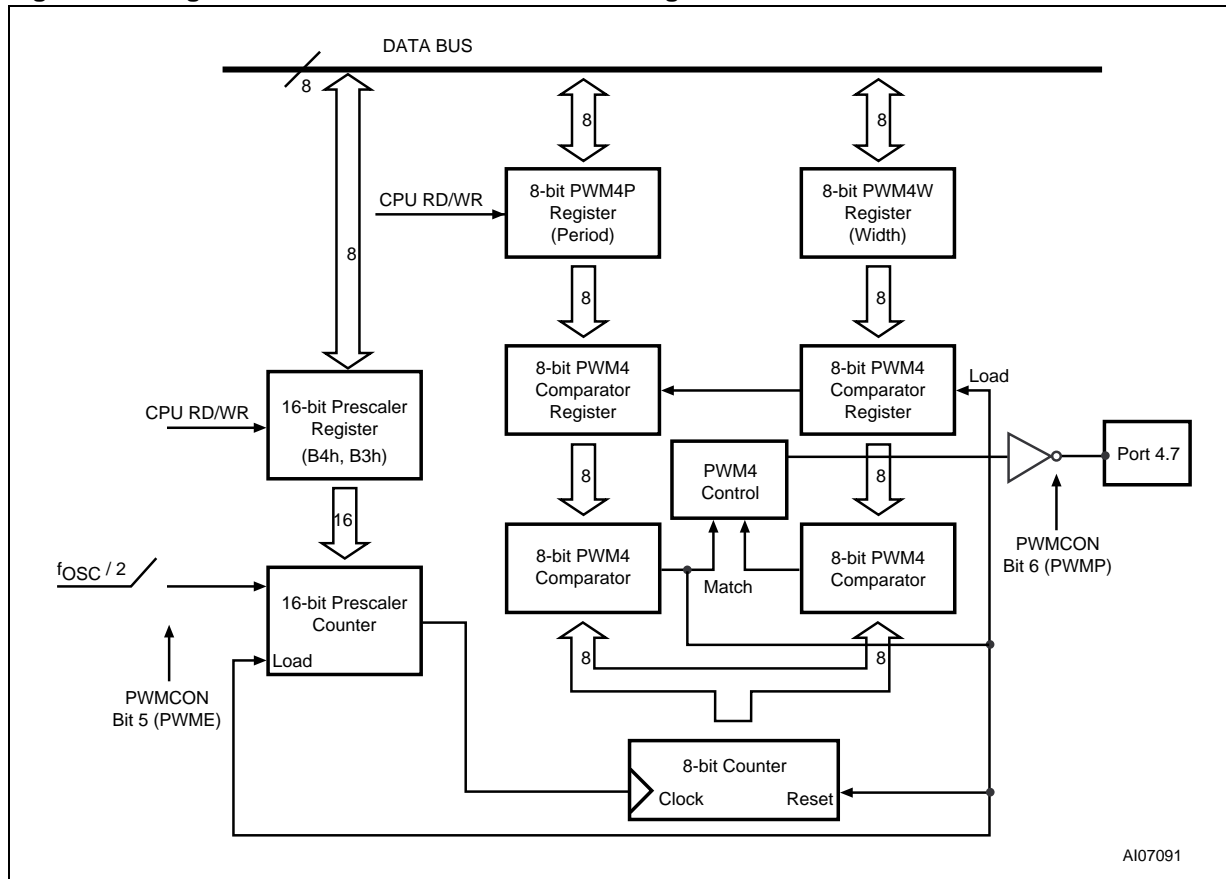 DATA BUS
8
8
8
8-bit PWM4P
Register
(Period)
8-bit PWM4W
Register
(Width)
CPU RD/WR
8
8
8
8-bit PWM4
Comparator
Register
8-bit PWM4
Comparator
Register
Load
CPU RD/WR
16-bit Prescaler
Register
(B4h, B3h)
PWM4
Control
Port 4.7
8
8
16
8-bit PWM4
Comparator
Match
8-bit PWM4
Comparator
PWMCON
Bit 6 (PWMP)
fOSC / 2
16-bit Prescaler
Counter
Load
8
8
PWMCON
Bit 5 (PWME)
8-bit Counter
Clock
Reset
AI07091